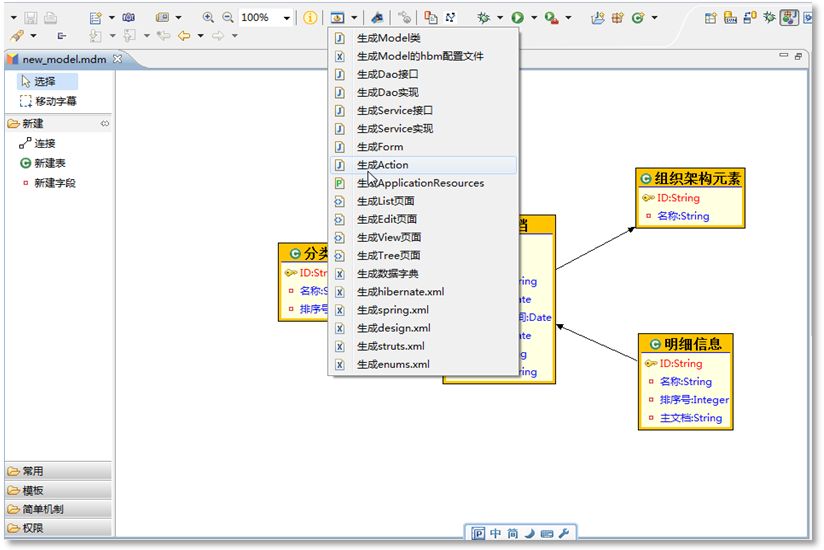 100%
new_model.mdm
选择
移动字幕
新建
连接
新建表
新建字段
常用
模板
简单机制
权限
生成Model类
生成Model的hbm配置文件
生成Dao接口
生成Dao实现
生成Service接口
生成Service实现
生成Form
生成Action
生成ApplicationResources
生成List页面
生成Edit页面
生成View页面
生成Tree页面
生成数据字典
生成hibernate.xml
生成spring.xml
生成design.xml
生成struts.xml
生成enums.xml
分类
ID:Str
名称:S
排序号
档
ring
ate
间:Date
ate
g
ring
组织架构元素
ID:String
名称:String
明细信息
ID:String
名称:String
排序号:Integer
主文档:String
中 简